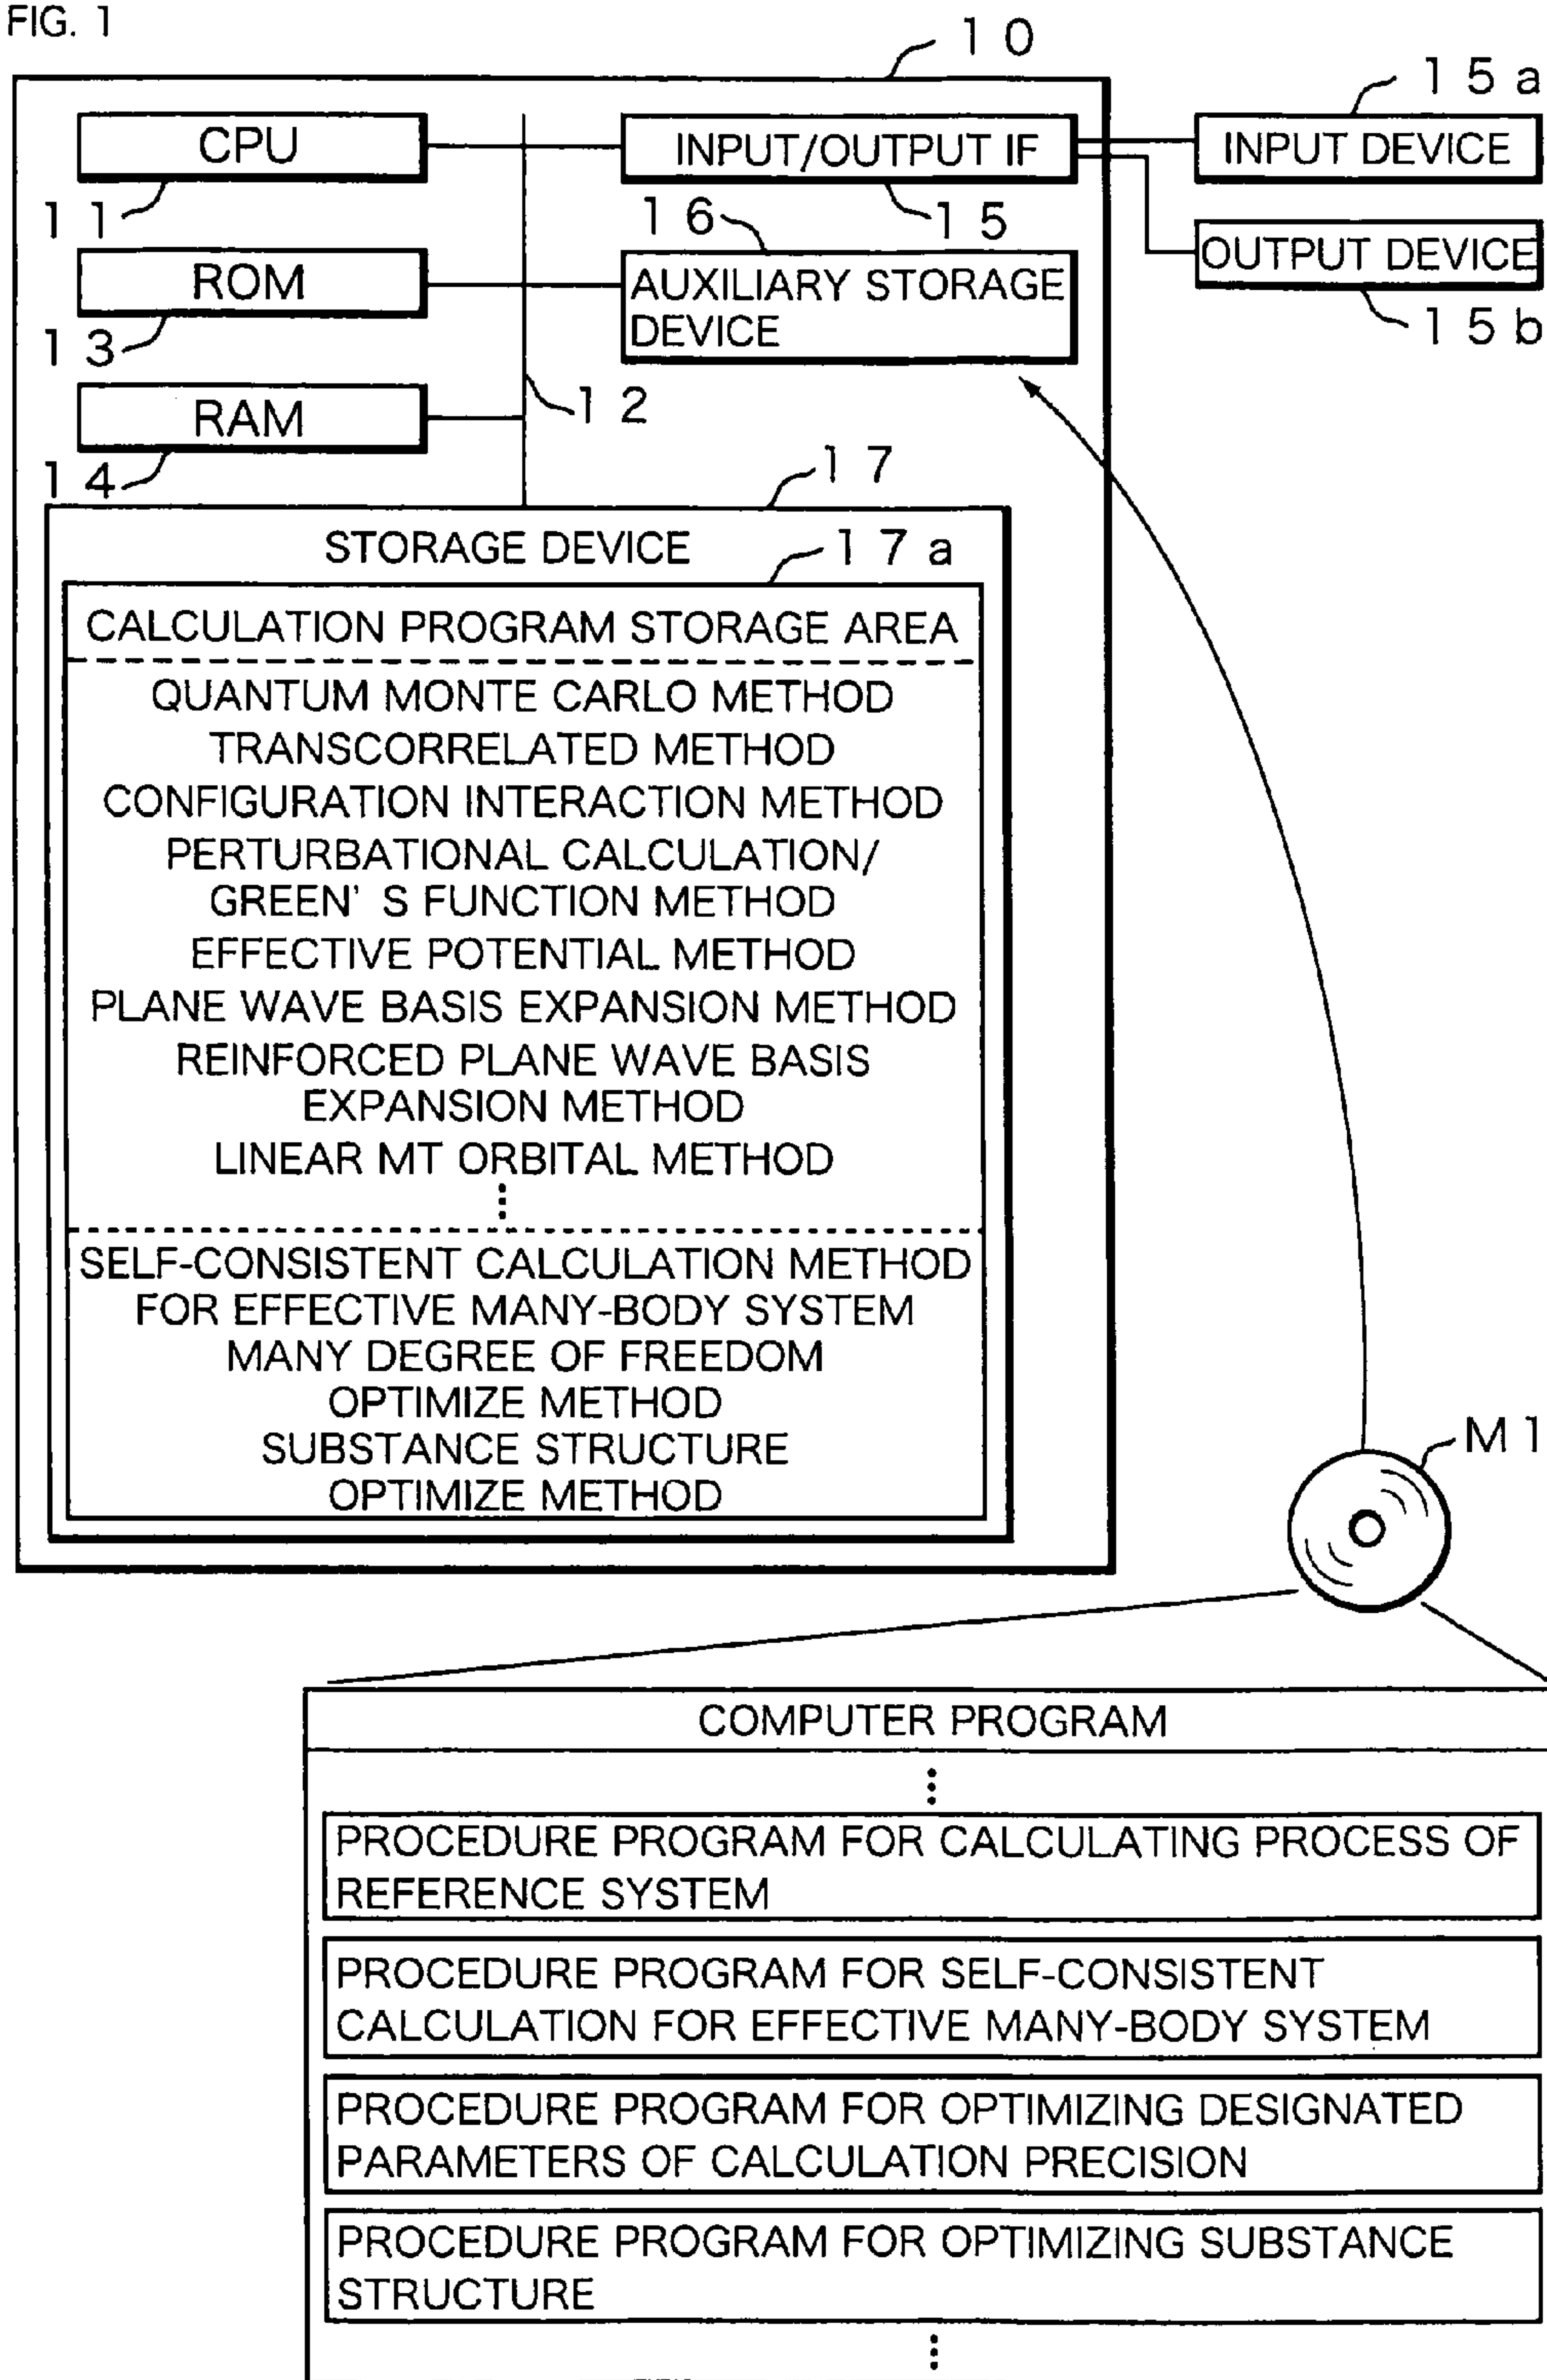 FIG. 1
10
15a
CPU
INPUT/OUTPUT IF
INPUT DEVICE
11
16
15
ROM
AUXILIARY STORAGE
DEVICE
OUTPUT DEVICE
13
15b
RAM
12
14
17
STORAGE DEVICE
17a
CALCULATION PROGRAM STORAGE AREA
QUANTUM MONTE CARLO METHOD
TRANSCORRELATED METHOD
CONFIGURATION INTERACTION METHOD
PERTURBATIONAL CALCULATION/
GREEN' S FUNCTION METHOD
EFFECTIVE POTENTIAL METHOD
PLANE WAVE BASIS EXPANSION METHOD
REINFORCED PLANE WAVE BASIS
EXPANSION METHOD
LINEAR MT ORBITAL METHOD
SELF-CONSISTENT CALCULATION METHOD
FOR EFFECTIVE MANY-BODY SYSTEM
MANY DEGREE OF FREEDOM
OPTIMIZE METHOD
SUBSTANCE STRUCTURE
OPTIMIZE METHOD
M1
COMPUTER PROGRAM
PROCEDURE PROGRAM FOR CALCULATING PROCESS OF
REFERENCE SYSTEM
PROCEDURE PROGRAM FOR SELF-CONSISTENT
CALCULATION FOR EFFECTIVE MANY-BODY SYSTEM
PROCEDURE PROGRAM FOR OPTIMIZING DESIGNATED
PARAMETERS OF CALCULATION PRECISION
PROCEDURE PROGRAM FOR OPTIMIZING SUBSTANCE
STRUCTURE